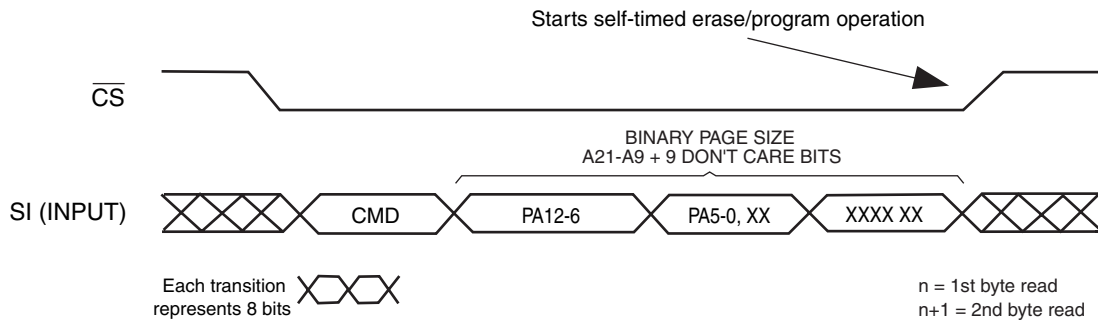 Starts self-timed erase/program operation
CS
BINARY PAGE SIZE
A21-A9 + 9 DON'T CARE BITS
SI (INPUT)
CMD
PA12-6
PA5-0, XX
XXXX XX
Each transition
represents 8 bits
n = 1st byte read
n+1 = 2nd byte read